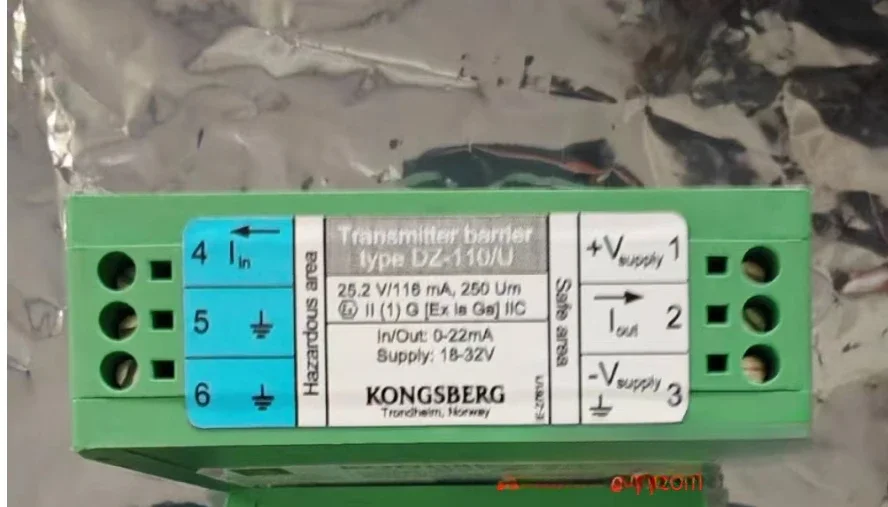 Transmitter barrier
type DZ-110/U
25.2 V/116 mA, 250 Um
II (1) G [Ex ia Ga] IIC
In/Out: 0-22mA
Supply: 18-32V
KONGSBERG
Trondheim, Norway
Hazardous area
Safe area
4 Iin
5
6
+Vsupply 1
Iout 2
-Vsupply 3